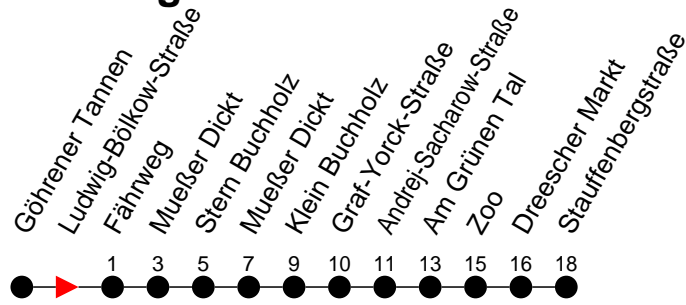 Göhrener Tannen
Ludwig-Bölkow-Straße
Fährweg
Mueßer Dickt
Stern Buchholz
Mueßer Dickt
Klein Buchholz
Graf-Yorck-Straße
Andrej-Sacharow-Straße
Am Grünen Tal
Zoo
Dreescher Markt
Stauffenbergstraße
1 3 5 7 9 10 11 13 15 16 18